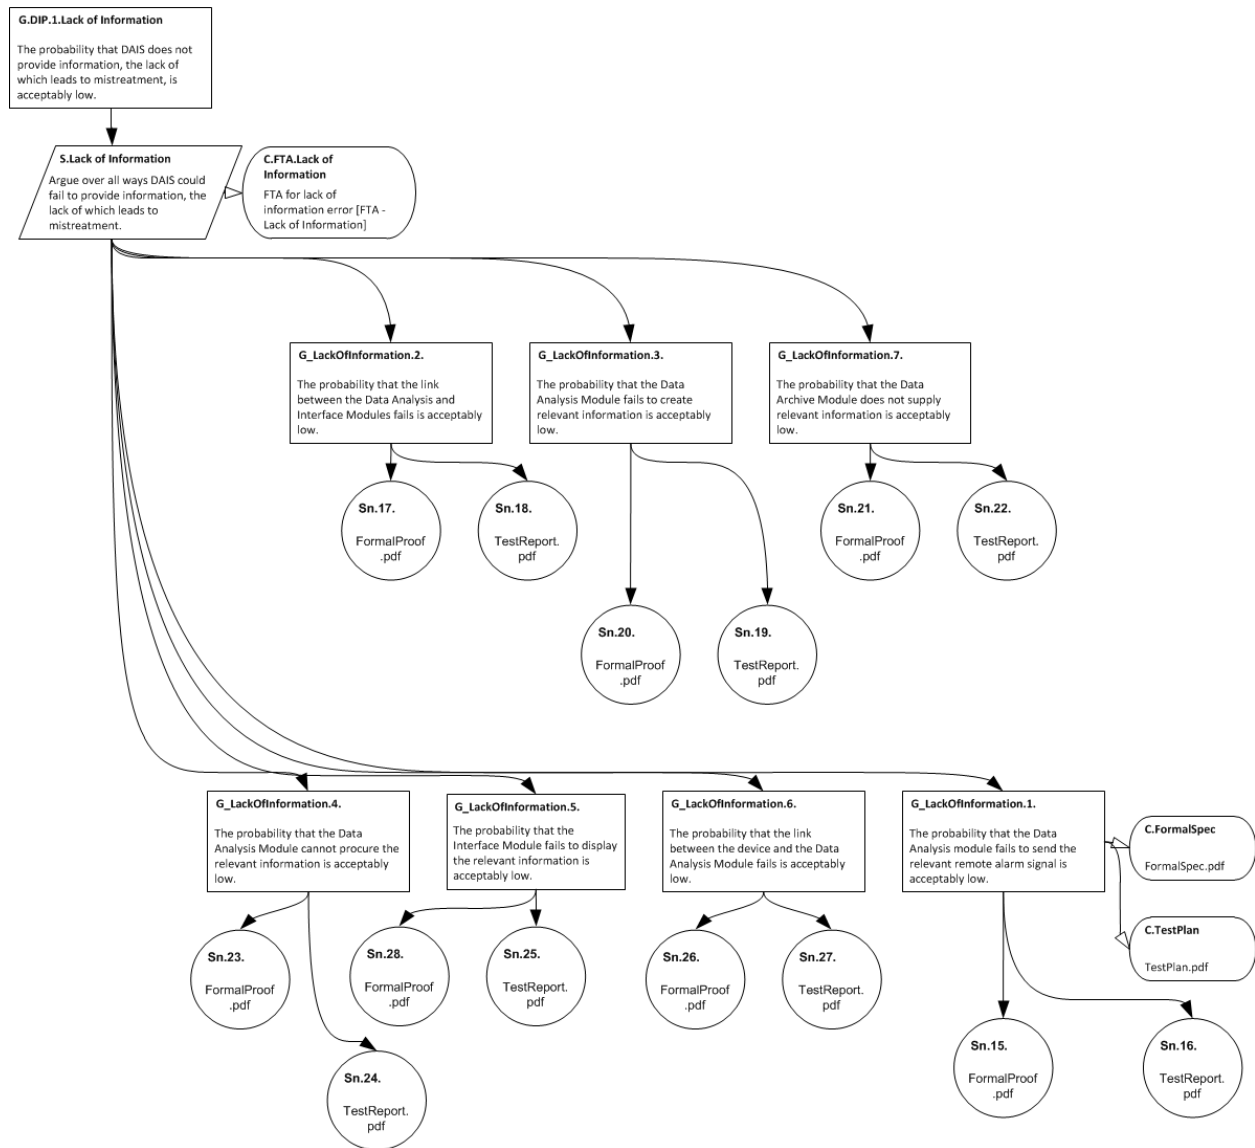 G.DIP.1.Lack of Information
The probability that DAIS does not
provide information, the lack of
which leads to mistreatment, is
acceptably low.
S.Lack of Information
Argue over all ways DAIS could
fail to provide information, the
lack of which leads to
mistreatment.
C.FTA.Lack of
Information
FTA for lack of
information error [FTA -
Lack of Information]
G_LackOfInformation.2.
The probability that the link
between the Data Analysis and
Interface Modules fails is acceptably
low.
G_LackOfInformation.3.
The probability that the Data
Analysis Module fails to create
relevant information is acceptably
low.
G_LackOfInformation.7.
The probability that the Data
Archive Module does not supply
relevant information is acceptably
low.
Sn.17.
FormalProof
.pdf
Sn.18.
TestReport.
pdf
Sn.21.
FormalProof
.pdf
Sn.22.
TestReport.
pdf
Sn.20.
FormalProof
.pdf
Sn.19.
TestReport.
pdf
G_LackOfInformation.4.
The probability that the Data
Analysis Module cannot procure the
relevant information is acceptably
low.
G_LackOfInformation.5.
The probability that the
Interface Module fails to display
the relevant information is
acceptably low.
G_LackOfInformation.6.
The probability that the link
between the device and the Data
Analysis Module fails is acceptably
low.
G_LackOfInformation.1.
The probability that the Data
Analysis module fails to send the
relevant remote alarm signal is
acceptably low.
C.FormalSpec
FormalSpec.pdf
C.TestPlan
TestPlan.pdf
Sn.23.
FormalProof
.pdf
Sn.28.
FormalProof
.pdf
Sn.25.
TestReport.
pdf
Sn.26.
FormalProof
.pdf
Sn.27.
TestReport.
pdf
Sn.24.
TestReport.
pdf
Sn.15.
FormalProof
.pdf
Sn.16.
TestReport.
pdf